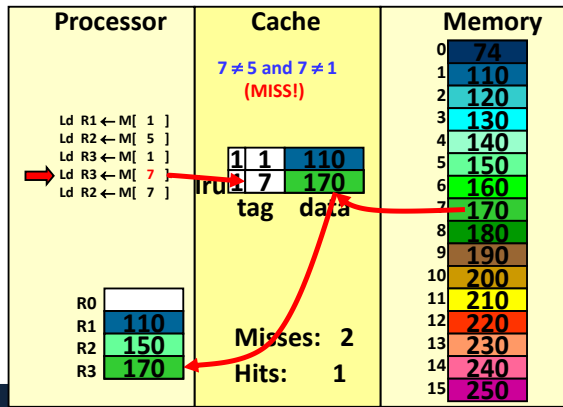 Processor
Cache
Memory
7 ≠ 5 and 7 ≠ 1
(MISS!)
Ld R1 ← M[ 1 ]
Ld R2 ← M[ 5 ]
Ld R3 ← M[ 1 ]
Ld R3 ← M[ 7 ]
Ld R2 ← M[ 7 ]
1 1 110
lru 1 7 170
tag data
R0
R1 110
R2 150
R3 170
Misses: 2
Hits: 1
0 74
1 110
2 120
3 130
4 140
5 150
6 160
7 170
8 180
9 190
10 200
11 210
12 220
13 230
14 240
15 250